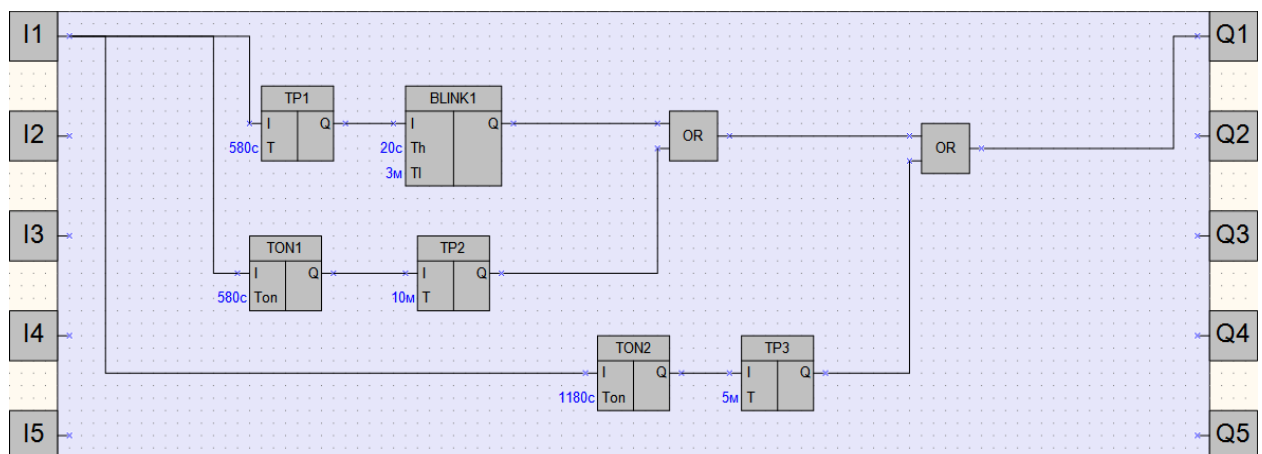 I1
Q1
TP1
BLINK1
I Q
580с T
I Q
20с Th
3м Tl
I2
OR
OR
Q2
I3
TON1
TP2
Q3
I Q
580с Ton
I Q
10м T
I4
TON2
TP3
Q4
I Q
1180с Ton
I Q
5м T
I5
Q5